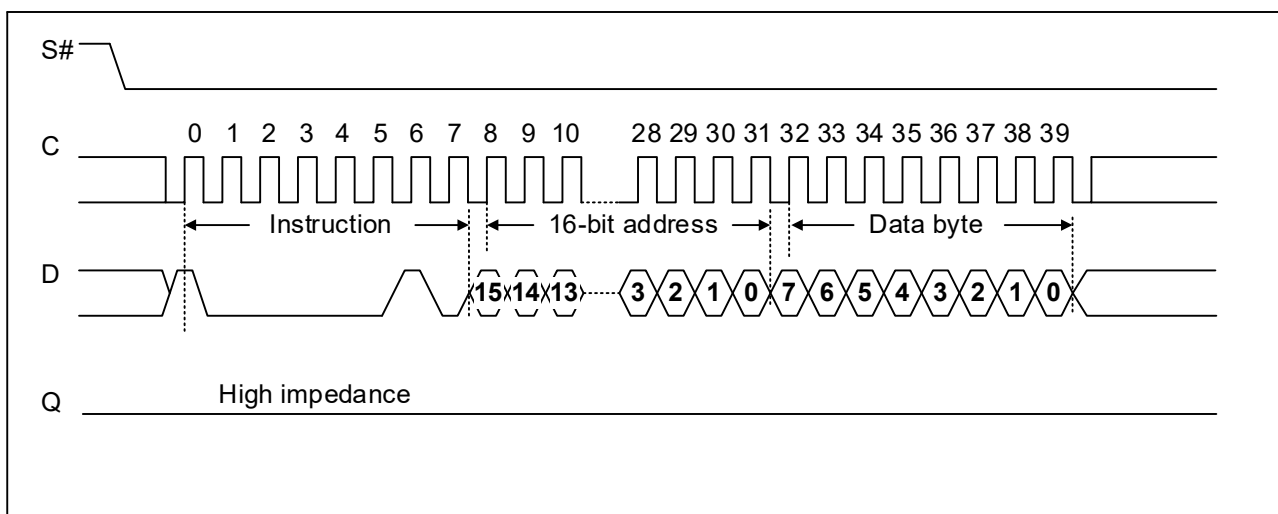 S#
C 0 1 2 3 4 5 6 7 8 9 10 28 29 30 31 32 33 34 35 36 37 38 39
Instruction 16-bit address Data byte
D 15 14 13 3 2 1 0 7 6 5 4 3 2 1 0
Q High impedance